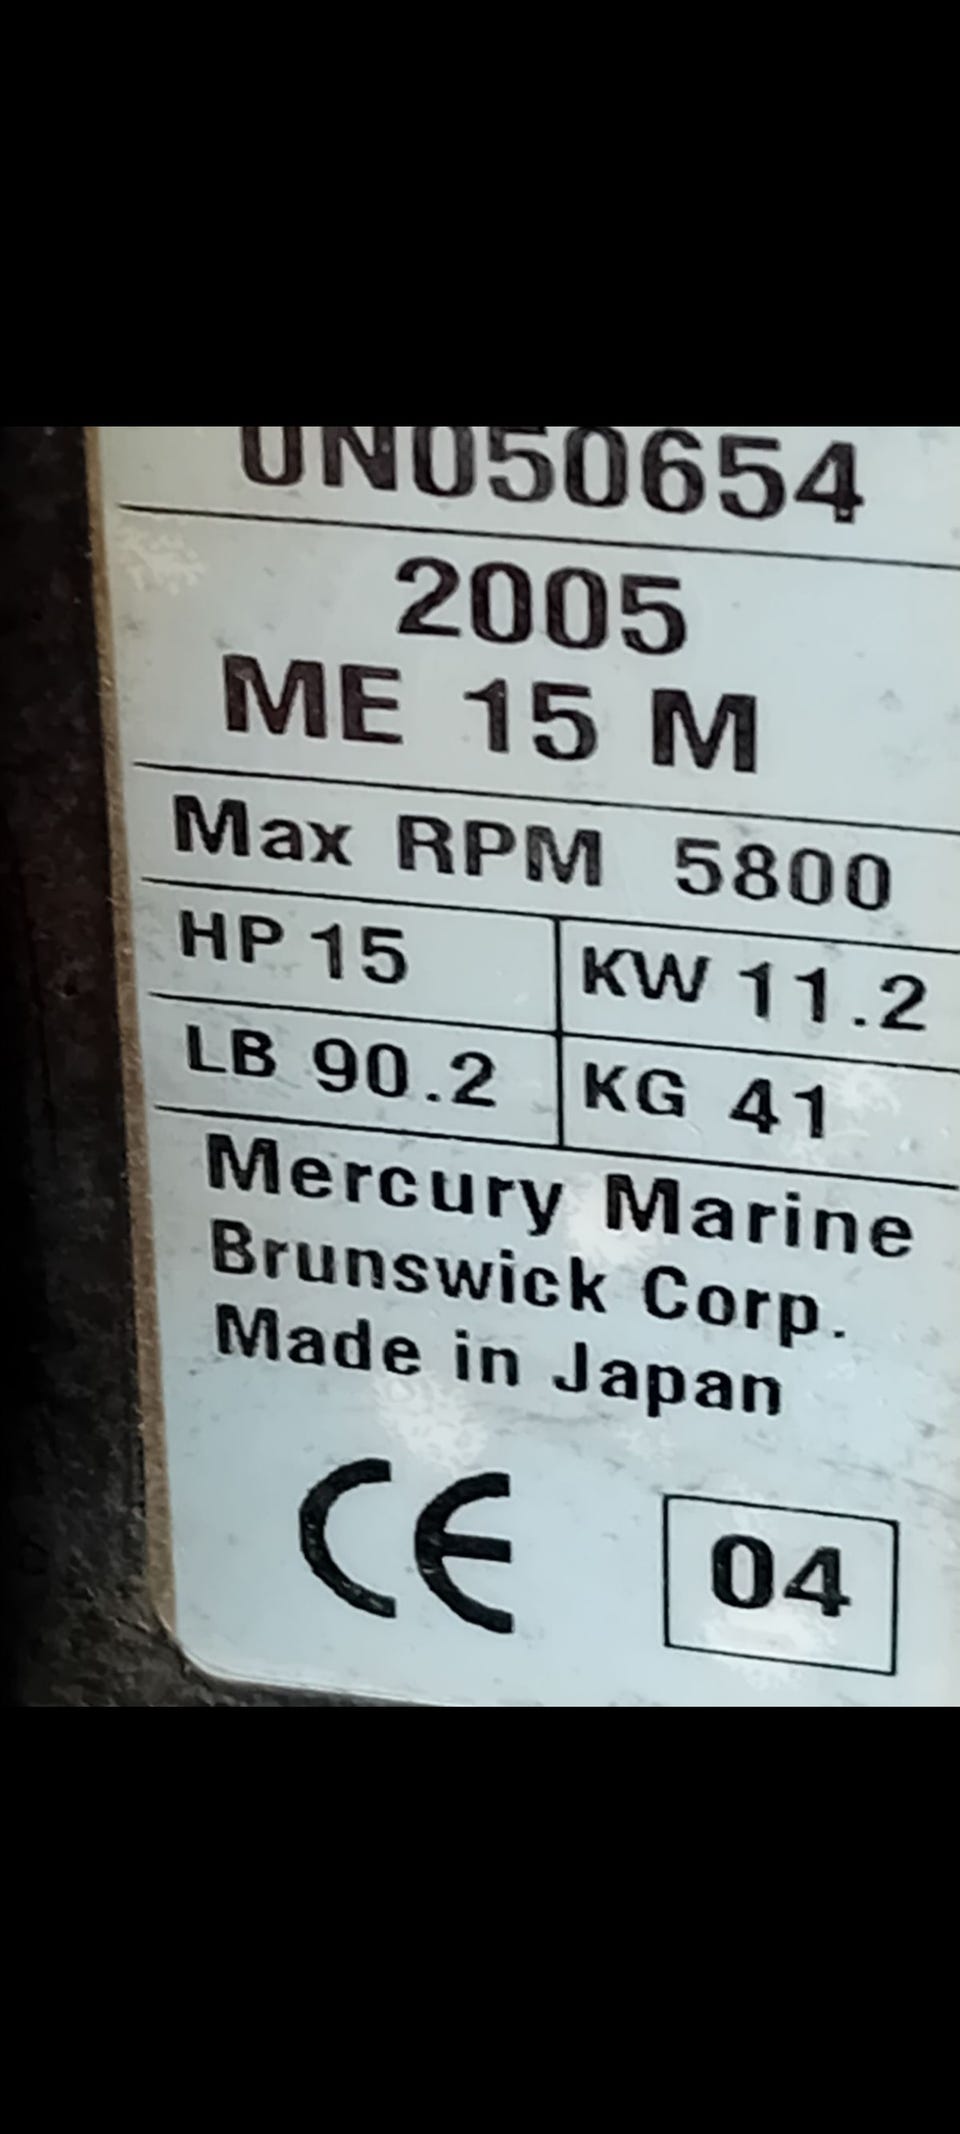 0N050654
2005
ME 15 M
Max RPM 5800
HP 15 KW 11.2
LB 90.2 KG 41
Mercury Marine
Brunswick Corp.
Made in Japan
CE 04